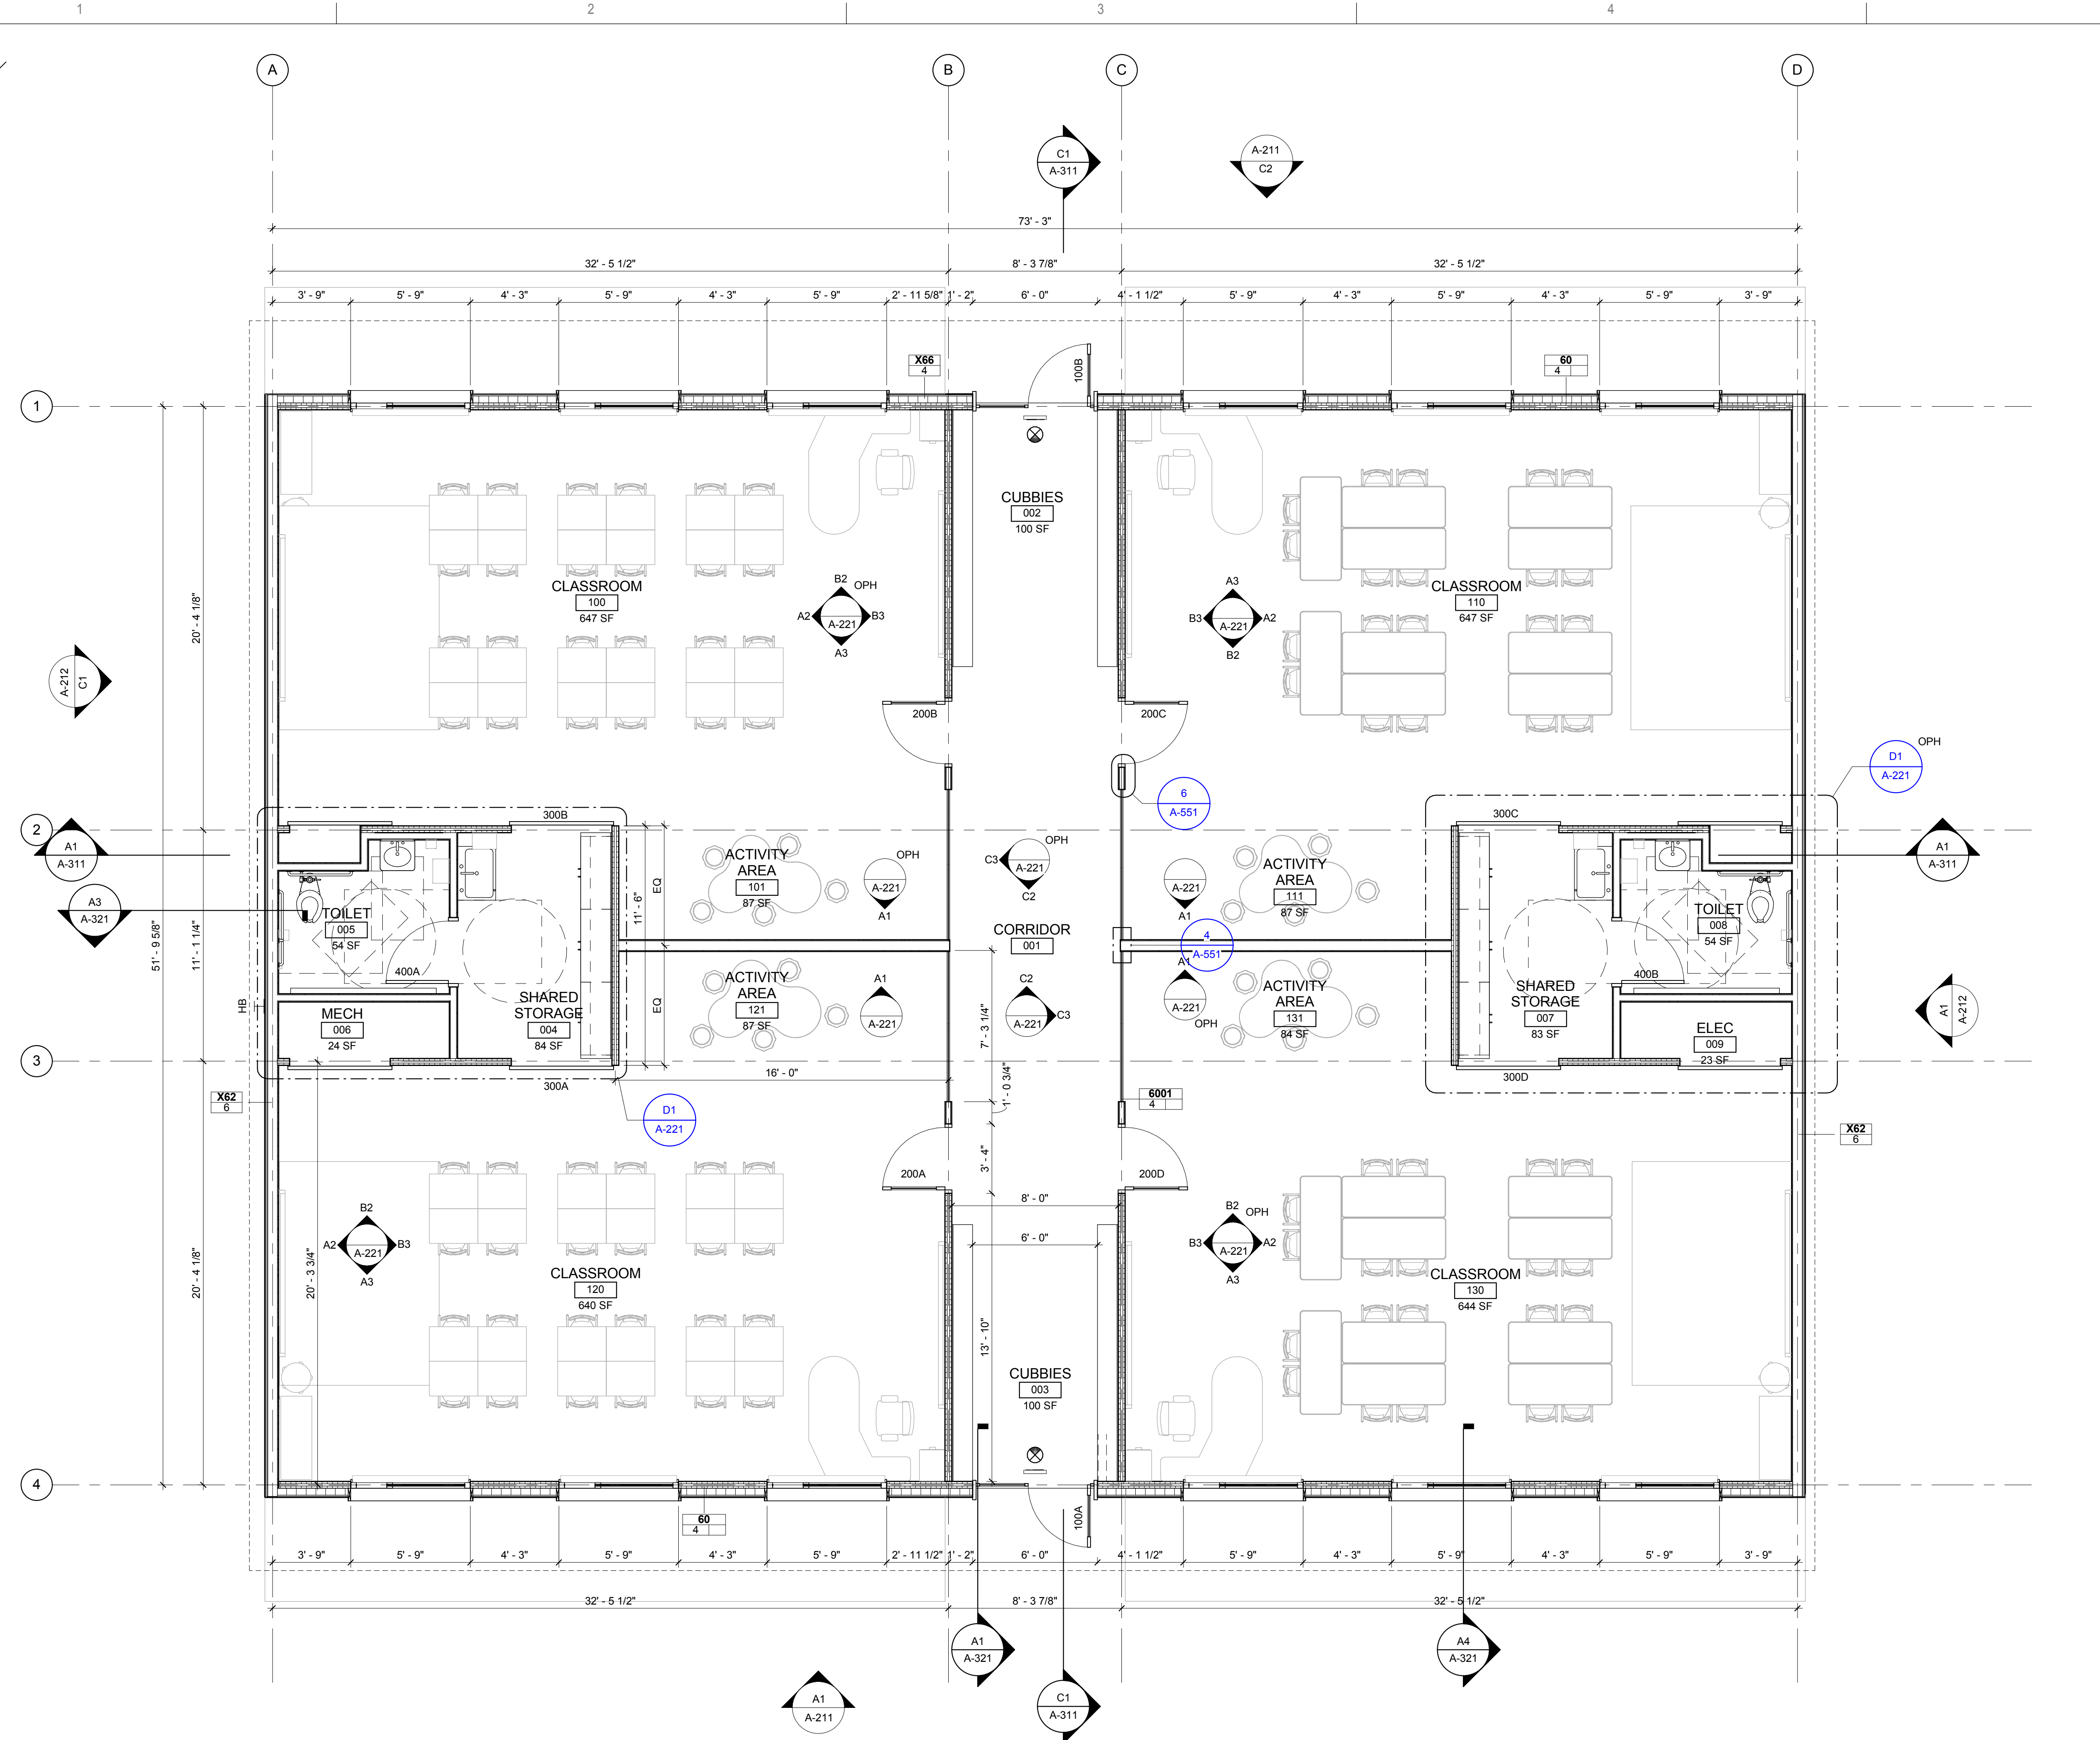 1 2 3 4
A B C D
C1
A-311
A-211
C2
73' - 3"
32' - 5 1/2" 8' - 3 7/8" 32' - 5 1/2"
3' - 9" 5' - 9" 4' - 3" 5' - 9" 4' - 3" 5' - 9" 2' - 11 5/8" 1' - 2" 6' - 0" 4' - 1 1/2" 5' - 9" 4' - 3" 5' - 9" 4' - 3" 5' - 9" 3' - 9"
X66
4
100B
60
4
1
CUBBIES
002
100 SF
CLASSROOM
100
647 SF
B2 OPH
A2 A-221 B3
A3
A3
B3 A-221 A2
B2
CLASSROOM
110
647 SF
20' - 4 1/8"
A-212
C1
200B
200C
D1
A-221
OPH
6
A-551
2
A1
A-311
300B
300C
A1
A-311
ACTIVITY
AREA
101
87 SF
OPH
A-221
A1
OPH
C3 A-221
C2
A-221
A1
ACTIVITY
AREA
111
87 SF
A3
A-321
TOILET
005
54 SF
11' - 6"
EQ
TOILET
008
54 SF
51' - 9 5/8"
11' - 1 1/4"
CORRIDOR
001
4
A-551
400A
400B
HB
MECH
006
24 SF
SHARED
STORAGE
004
84 SF
EQ
ACTIVITY
AREA
121
87 SF
A1
A-221
C2
A-221 C3
A1
A-221
OPH
ACTIVITY
AREA
131
84 SF
SHARED
STORAGE
007
83 SF
ELEC
009
23 SF
A1
A-212
7' - 3 1/4"
3
16' - 0"
1' - 0 3/4"
300A
300D
X62
6
D1
A-221
6001
4
X62
6
3' - 4"
200A
200D
8' - 0"
6' - 0"
B2
A2 A-221 B3
A3
B2 OPH
B3 A-221 A2
A3
20' - 4 1/8"
20' - 3 3/4"
CLASSROOM
120
640 SF
CLASSROOM
130
644 SF
13' - 10"
CUBBIES
003
100 SF
4
60
4
100A
3' - 9" 5' - 9" 4' - 3" 5' - 9" 4' - 3" 5' - 9" 2' - 11 1/2" 1' - 2" 6' - 0" 4' - 1 1/2" 5' - 9" 4' - 3" 5' - 9" 4' - 3" 5' - 9" 3' - 9"
32' - 5 1/2" 8' - 3 7/8" 32' - 5 1/2"
A1
A-321
A4
A-321
A1
A-211
C1
A-311